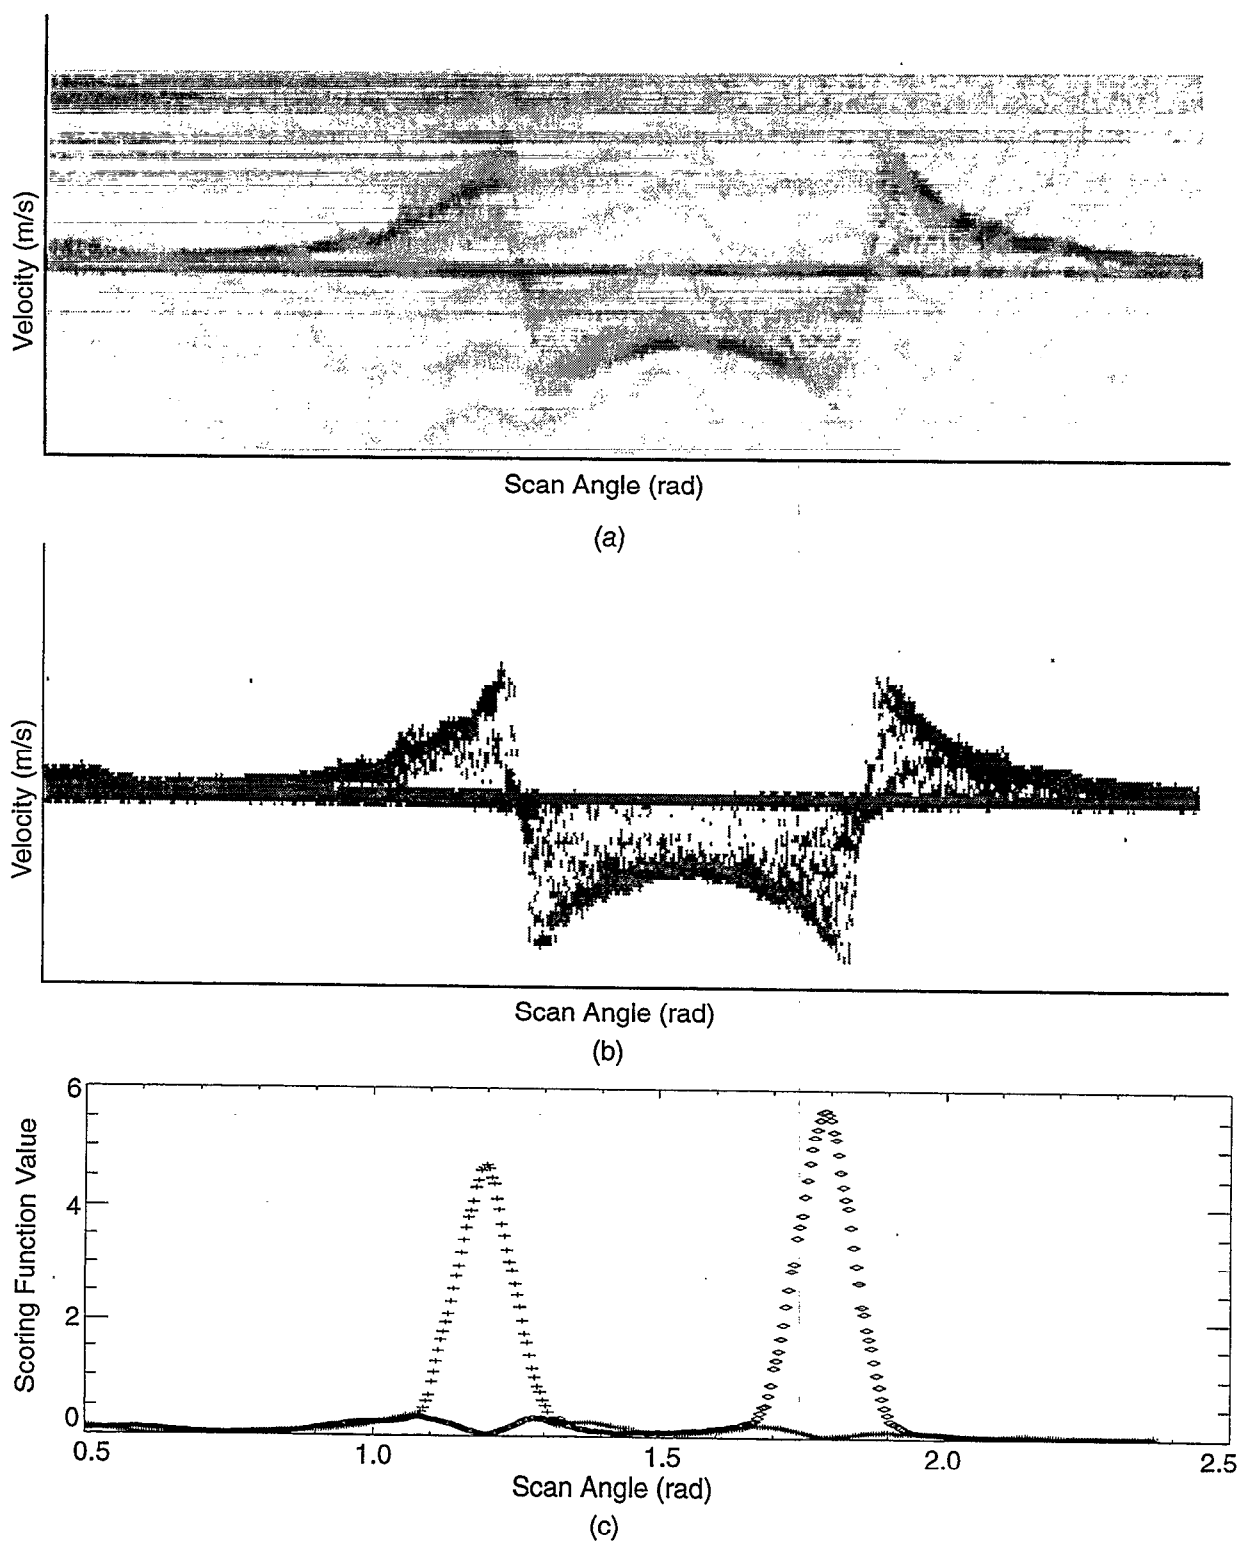 Velocity (m/s)
Scan Angle (rad)
(a)
Velocity (m/s)
Scan Angle (rad)
(b)
Scoring Function Value
6
4
2
0
0.5 1.0 1.5 2.0 2.5
Scan Angle (rad)
(c)